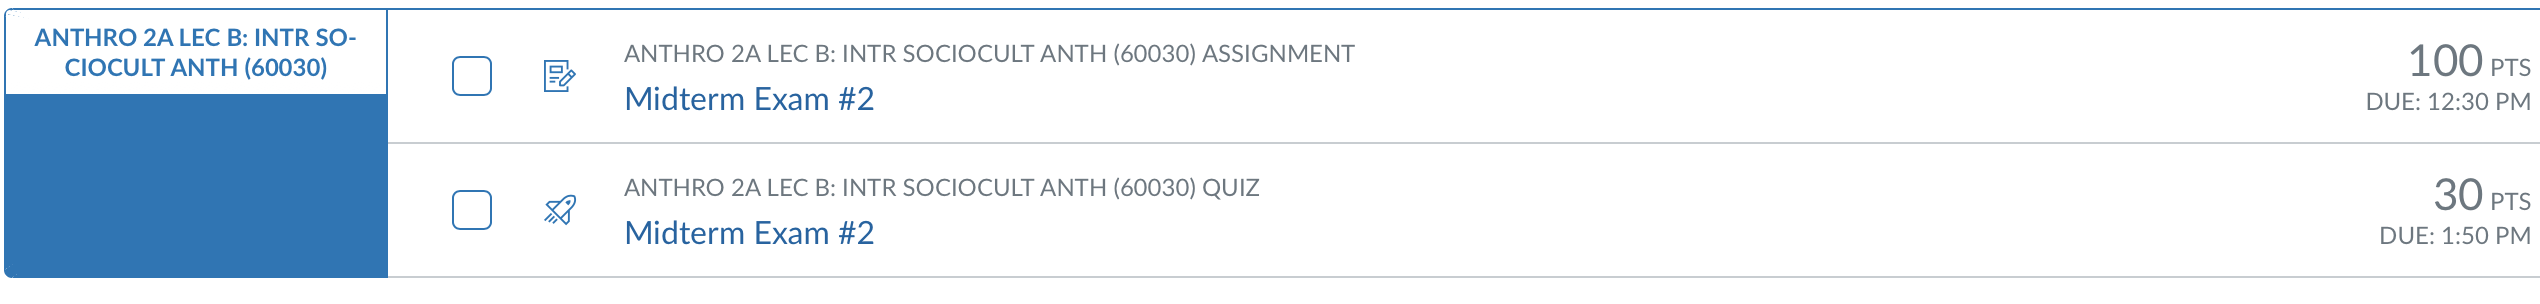 ANTHRO 2A LEC B: INTR SO-
CIOCULT ANTH (60030)
ANTHRO 2A LEC B: INTR SOCIOCULT ANTH (60030) ASSIGNMENT
Midterm Exam #2
100 PTS
DUE: 12:30 PM
ANTHRO 2A LEC B: INTR SOCIOCULT ANTH (60030) QUIZ
Midterm Exam #2
30 PTS
DUE: 1:50 PM